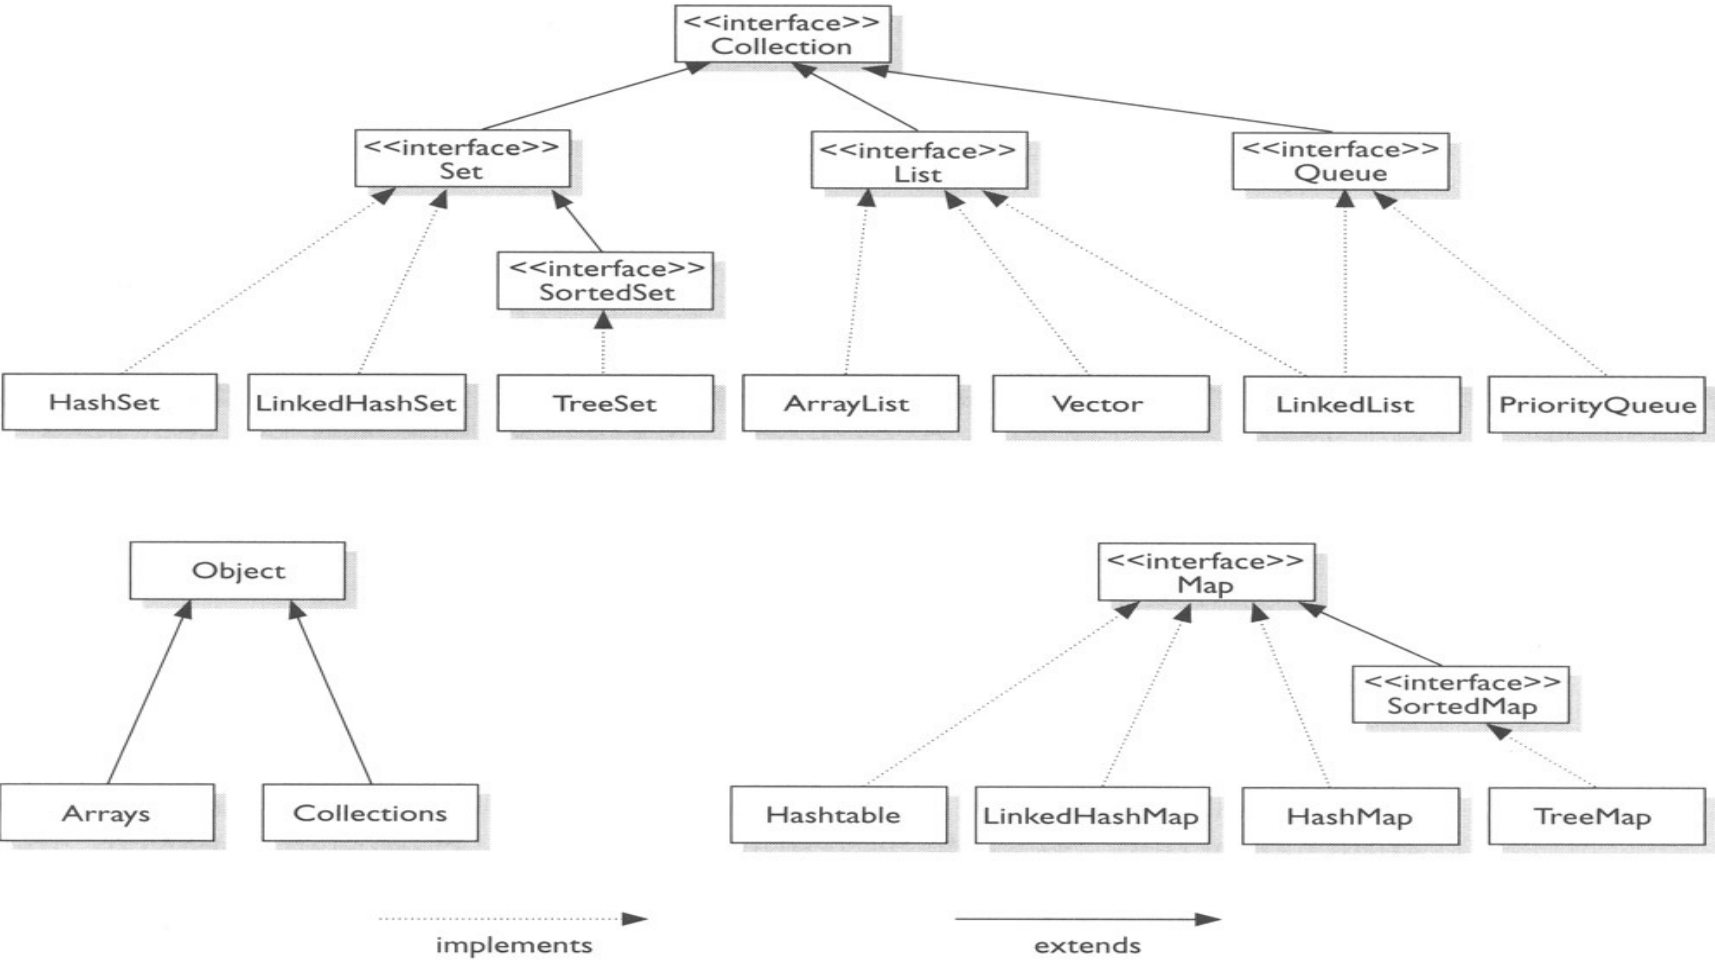 <<interface>>
Collection
<<interface>>
Set
<<interface>>
List
<<interface>>
Queue
<<interface>>
SortedSet
HashSet
LinkedHashSet
TreeSet
ArrayList
Vector
LinkedList
PriorityQueue
Object
<<interface>>
Map
<<interface>>
SortedMap
Arrays
Collections
Hashtable
LinkedHashMap
HashMap
TreeMap
implements
extends